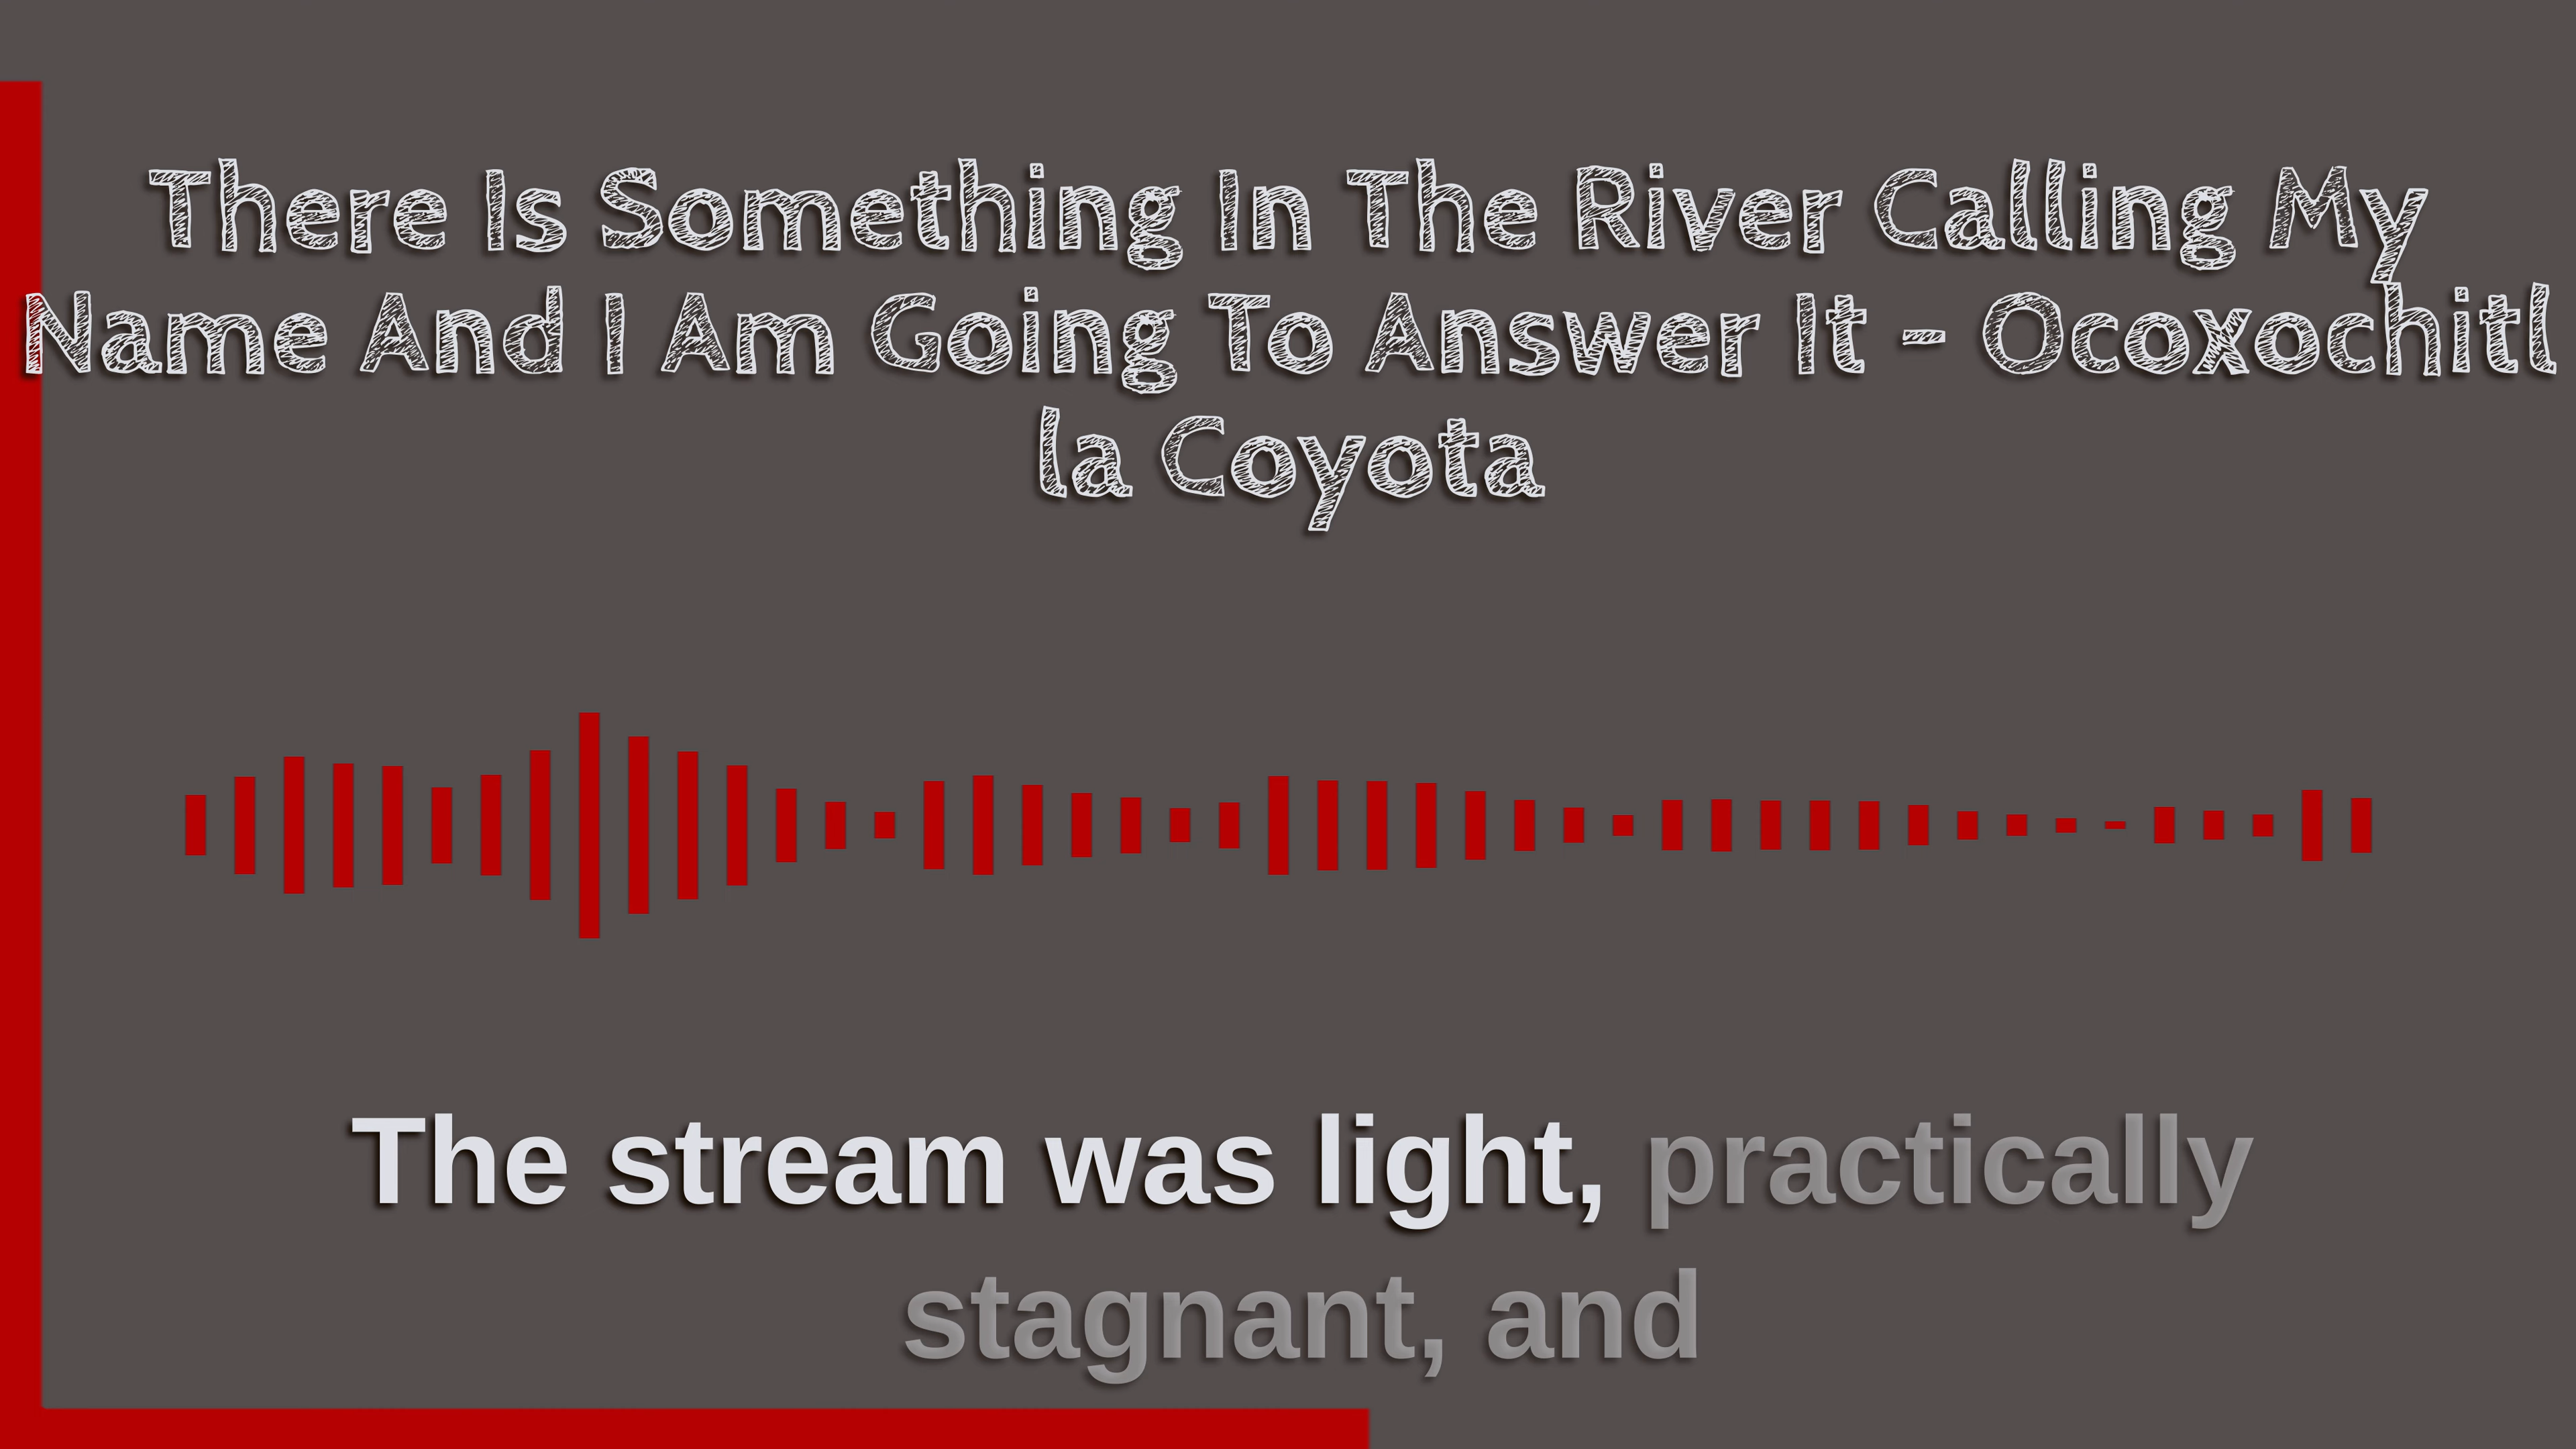 There Is Something In The River Calling My
Name And I Am Going To Answer It - Ocoxochitl
la Coyota
The stream was light, practically
stagnant, and